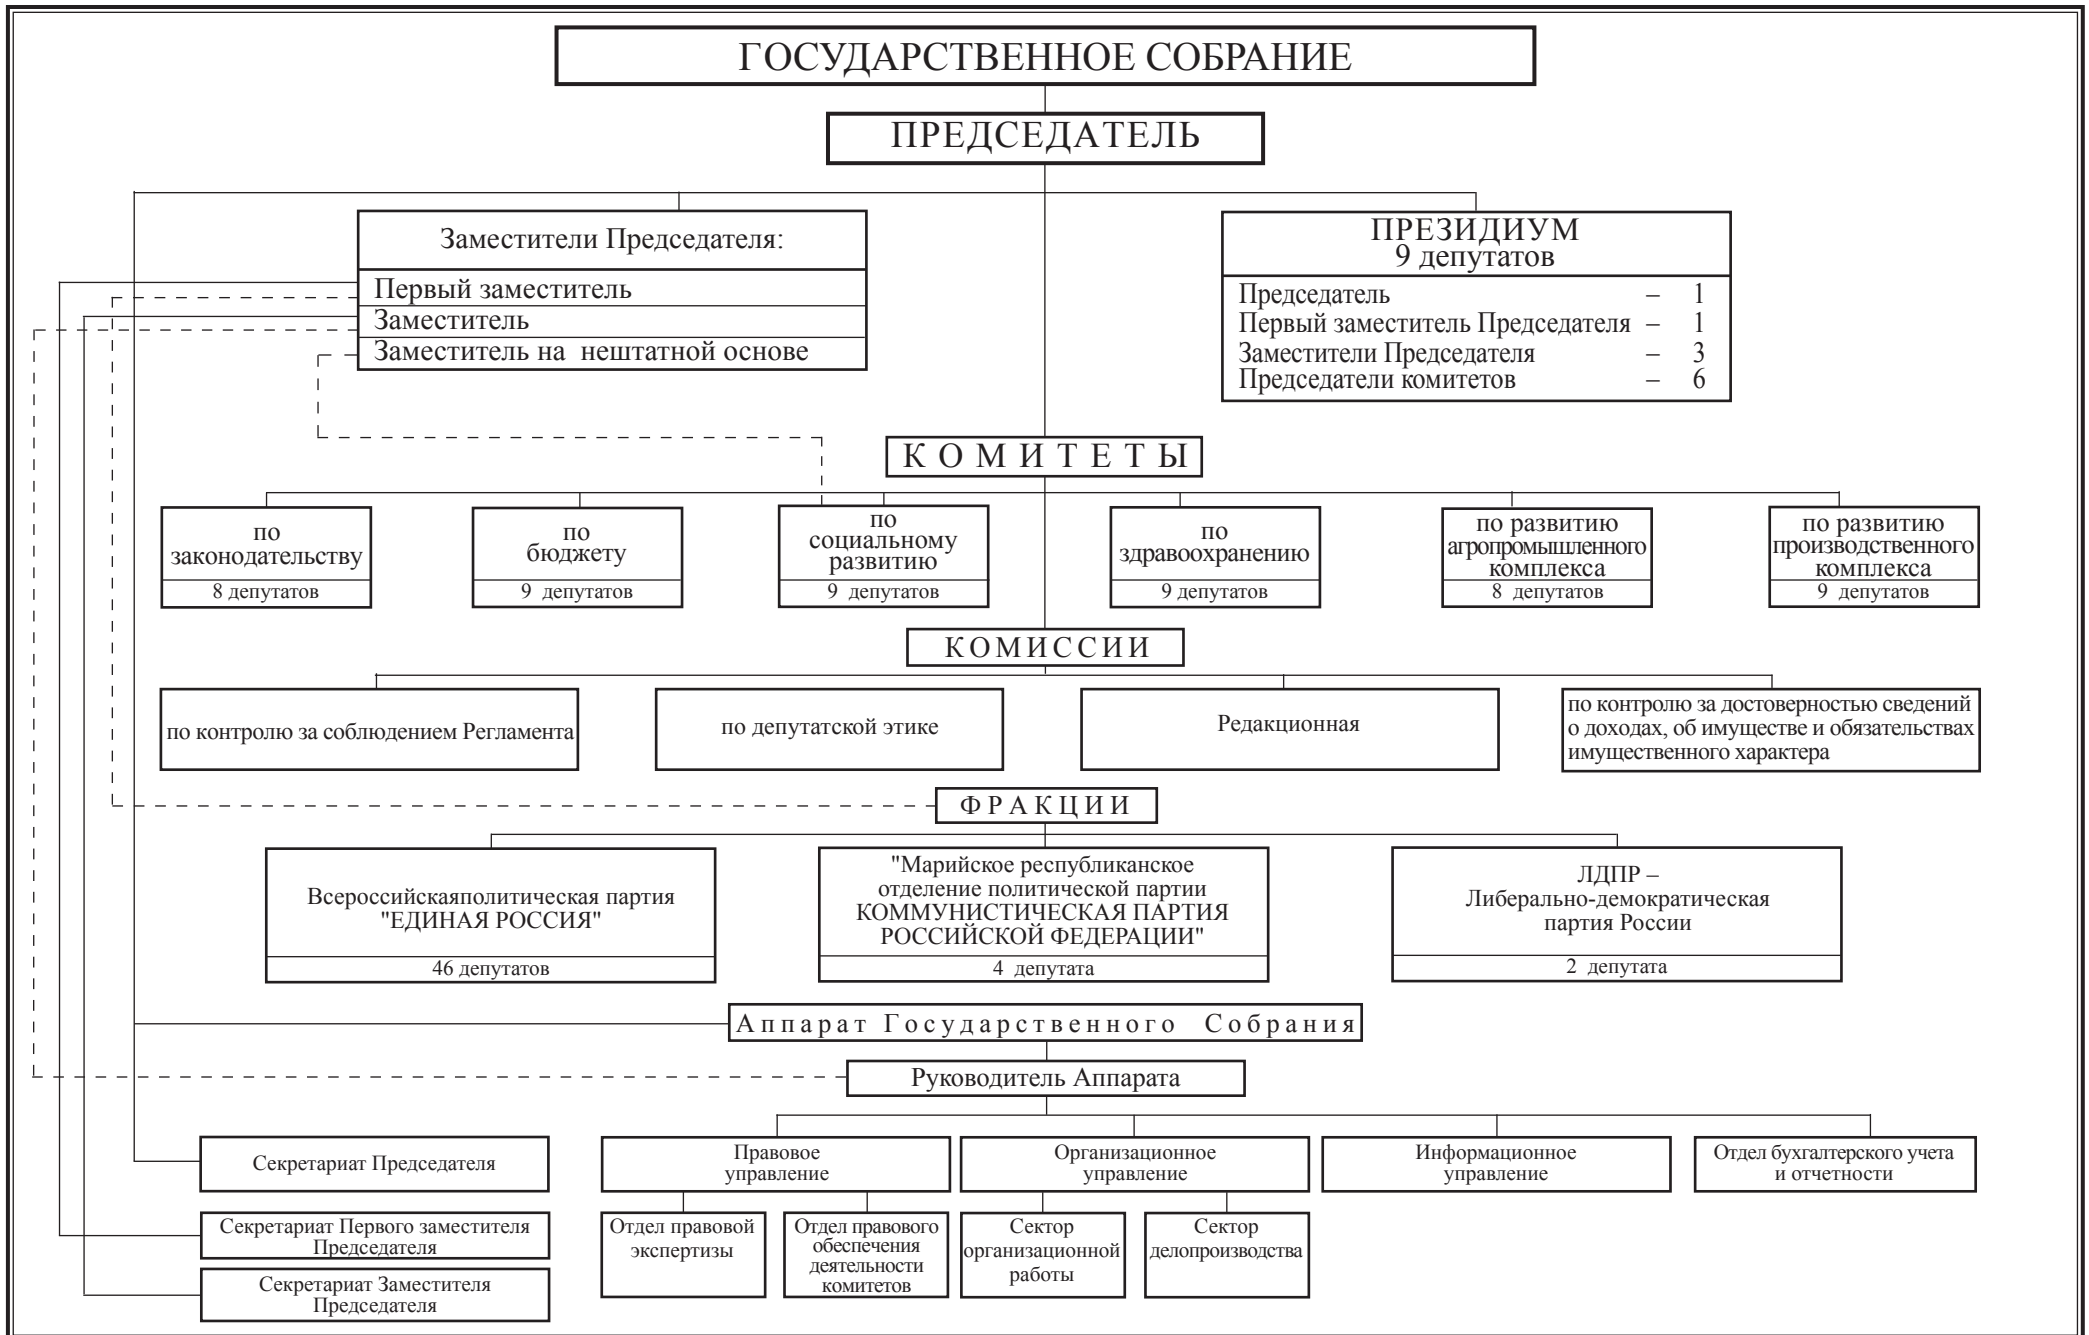 ГОСУДАРСТВЕННОЕ СОБРАНИЕ
ПРЕДСЕДАТЕЛЬ
Заместители Председателя:
Первый заместитель
Заместитель
Заместитель на нештатной основе
ПРЕЗИДИУМ
9 депутатов
Председатель – 1
Первый заместитель Председателя – 1
Заместители Председателя – 3
Председатели комитетов – 6
КОМИТЕТЫ
по
законодательству
8 депутатов
по
бюджету
9 депутатов
по
социальному
развитию
9 депутатов
по
здравоохранению
9 депутатов
по развитию
агропромышленного
комплекса
8 депутатов
по развитию
производственного
комплекса
9 депутатов
КОМИССИИ
по контролю за соблюдением Регламента
по депутатской этике
Редакционная
по контролю за достоверностью сведений
о доходах, об имуществе и обязательствах
имущественного характера
ФРАКЦИИ
Всероссийскаяполитическая партия
"ЕДИНАЯ РОССИЯ"
46 депутатов
"Марийское республиканское
отделение политической партии
КОММУНИСТИЧЕСКАЯ ПАРТИЯ
РОССИЙСКОЙ ФЕДЕРАЦИИ"
4 депутата
ЛДПР –
Либерально-демократическая
партия России
2 депутата
Аппарат Государственного Собрания
Руководитель Аппарата
Секретариат Председателя
Секретариат Первого заместителя
Председателя
Секретариат Заместителя
Председателя
Правовое
управление
Организационное
управление
Информационное
управление
Отдел бухгалтерского учета
и отчетности
Отдел правовой
экспертизы
Отдел правового
обеспечения
деятельности
комитетов
Сектор
организационной
работы
Сектор
делопроизводства